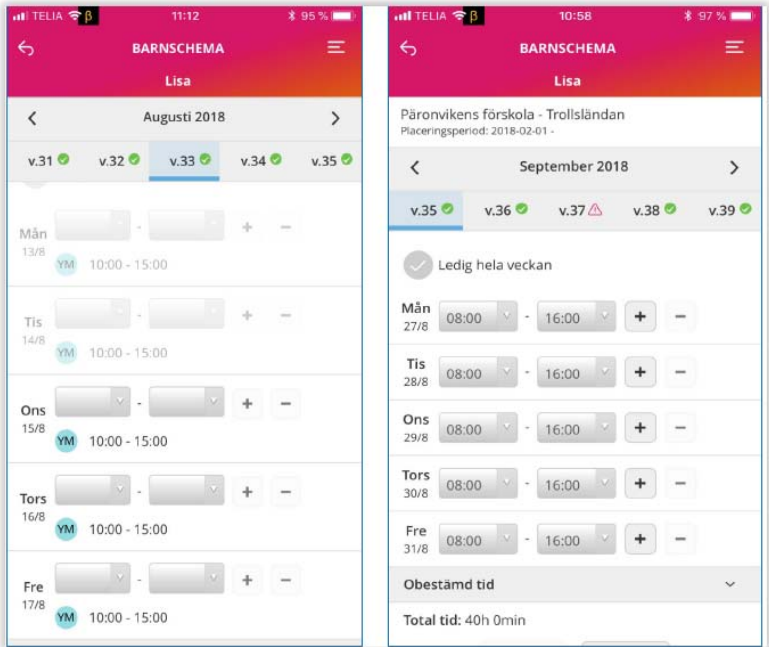 TELIA β 11:12 95 %
BARNSCHEMA
Lisa
Augusti 2018
v.31 v.32 v.33 v.34 v.35
Mån - + -
13/8
YM 10:00 - 15:00
Tis - + -
14/8
YM 10:00 - 15:00
Ons - + -
15/8
YM 10:00 - 15:00
Tors - + -
16/8
YM 10:00 - 15:00
Fre - + -
17/8
YM 10:00 - 15:00
TELIA β 10:58 97 %
BARNSCHEMA
Lisa
Päronvikens förskola - Trollsländan
Placeringsperiod: 2018-02-01 -
September 2018
v.35 v.36 v.37 v.38 v.39
Ledig hela veckan
Mån 08:00 - 16:00 + -
27/8
Tis 08:00 - 16:00 + -
28/8
Ons 08:00 - 16:00 + -
29/8
Tors 08:00 - 16:00 + -
30/8
Fre 08:00 - 16:00 + -
31/8
Obestämd tid
Total tid: 40h 0min